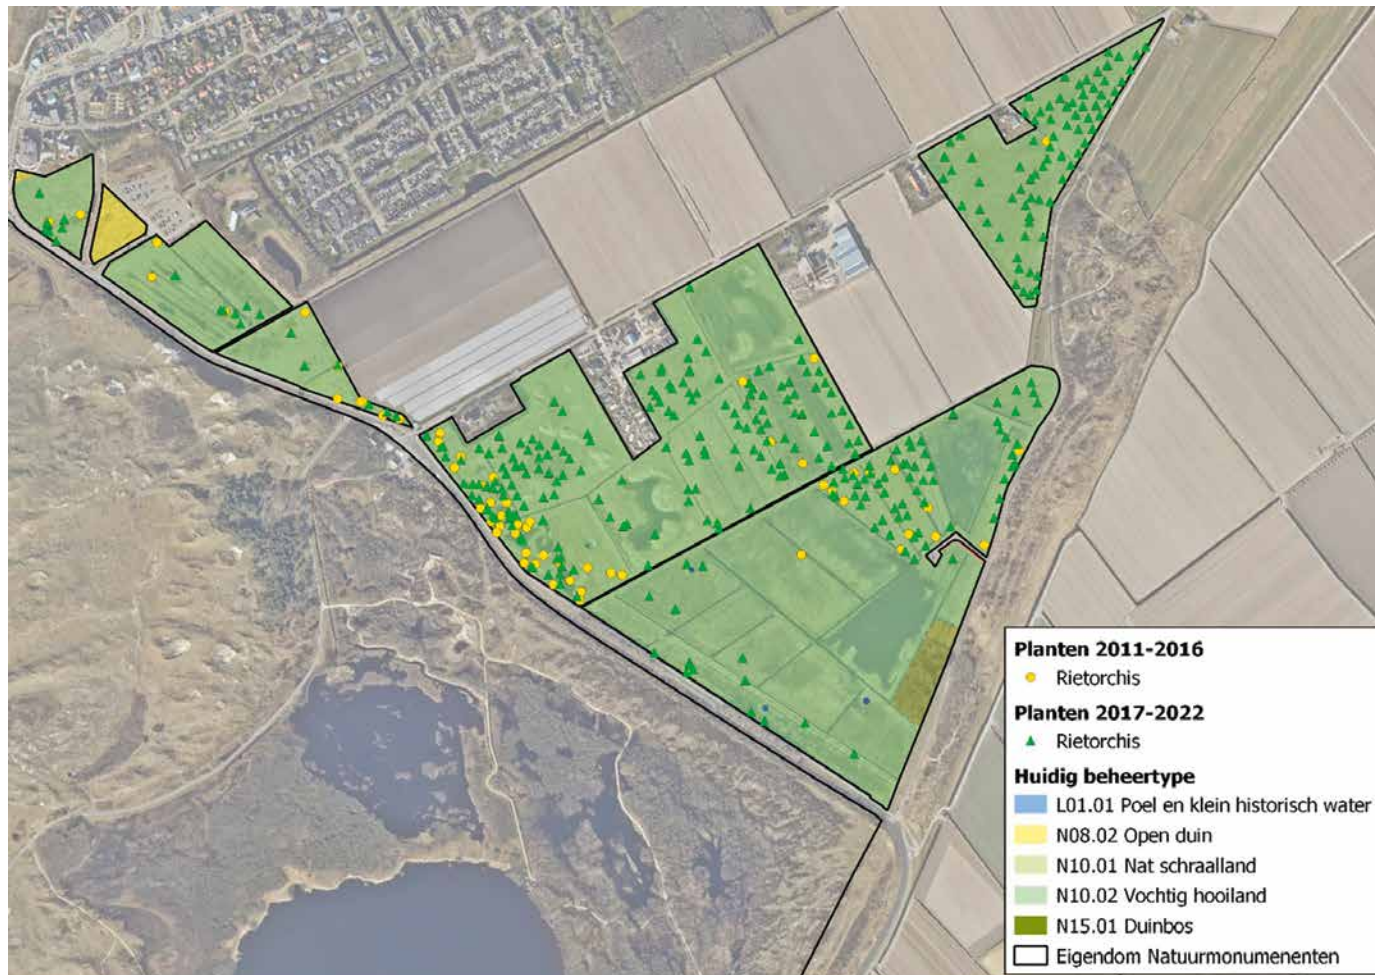 Planten 2011-2016
Rietorchis
Planten 2017-2022
Rietorchis
Huidig beheertype
L01.01 Poel en klein historisch water
N08.02 Open duin
N10.01 Nat schraalland
N10.02 Vochtig hooiland
N15.01 Duinbos
Eigendom Natuurmonumenenten